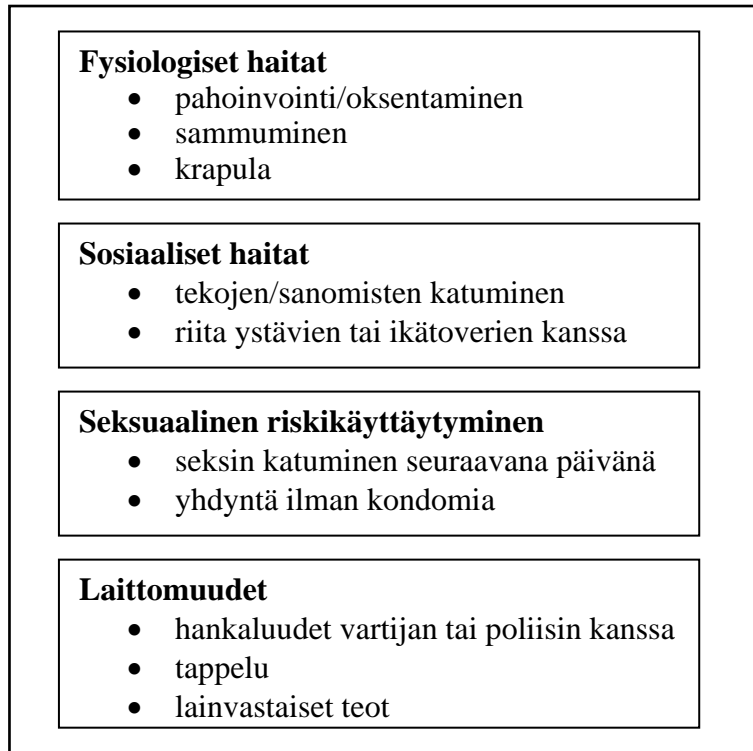 Fysiologiset haitat
• pahoinvointi/oksentaminen
• sammuminen
• krapula
Sosiaaliset haitat
• tekojen/sanomisten katuminen
• riita ystävien tai ikätoverien kanssa
Seksuaalinen riskikäyttäytyminen
• seksin katuminen seuraavana päivänä
• yhdyntä ilman kondomia
Laittomuudet
• hankaluudet vartijan tai poliisin kanssa
• tappelu
• lainvastaiset teot